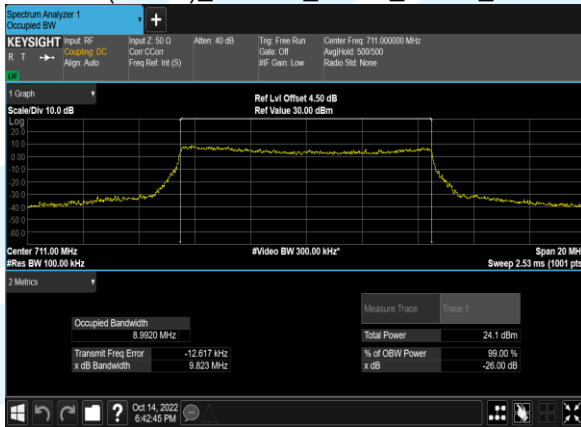 Spectrum Analyzer 1
Occupied BW
KEYSIGHT Input: RF Input Z: 50 Ω Atten: 40 dB Trig: Free Run Center Freq: 711.000000 MHz
R T Coupling: DC Corr CCorr Gate: Off Avg|Hold: 500/500
Align: Auto Freq Ref: Int (S) #IF Gain: Low Radio Std: None
1 Graph
Ref Lvl Offset 4.50 dB
Scale/Div 10.0 dB Ref Value 30.00 dBm
Log
20.0
10.0
0.00
-10.0
-20.0
-30.0
-40.0
-50.0
-60.0
Center 711.00 MHz #Video BW 300.00 kHz* Span 20 MH
#Res BW 100.00 kHz Sweep 2.53 ms (1001 pts
2 Metrics
Measure Trace Trace 1
Occupied Bandwidth
8.9920 MHz Total Power 24.1 dBm
Transmit Freq Error -12.617 kHz % of OBW Power 99.00 %
x dB Bandwidth 9.823 MHz x dB -26.00 dB
? Oct 14, 2022
6:42:45 PM